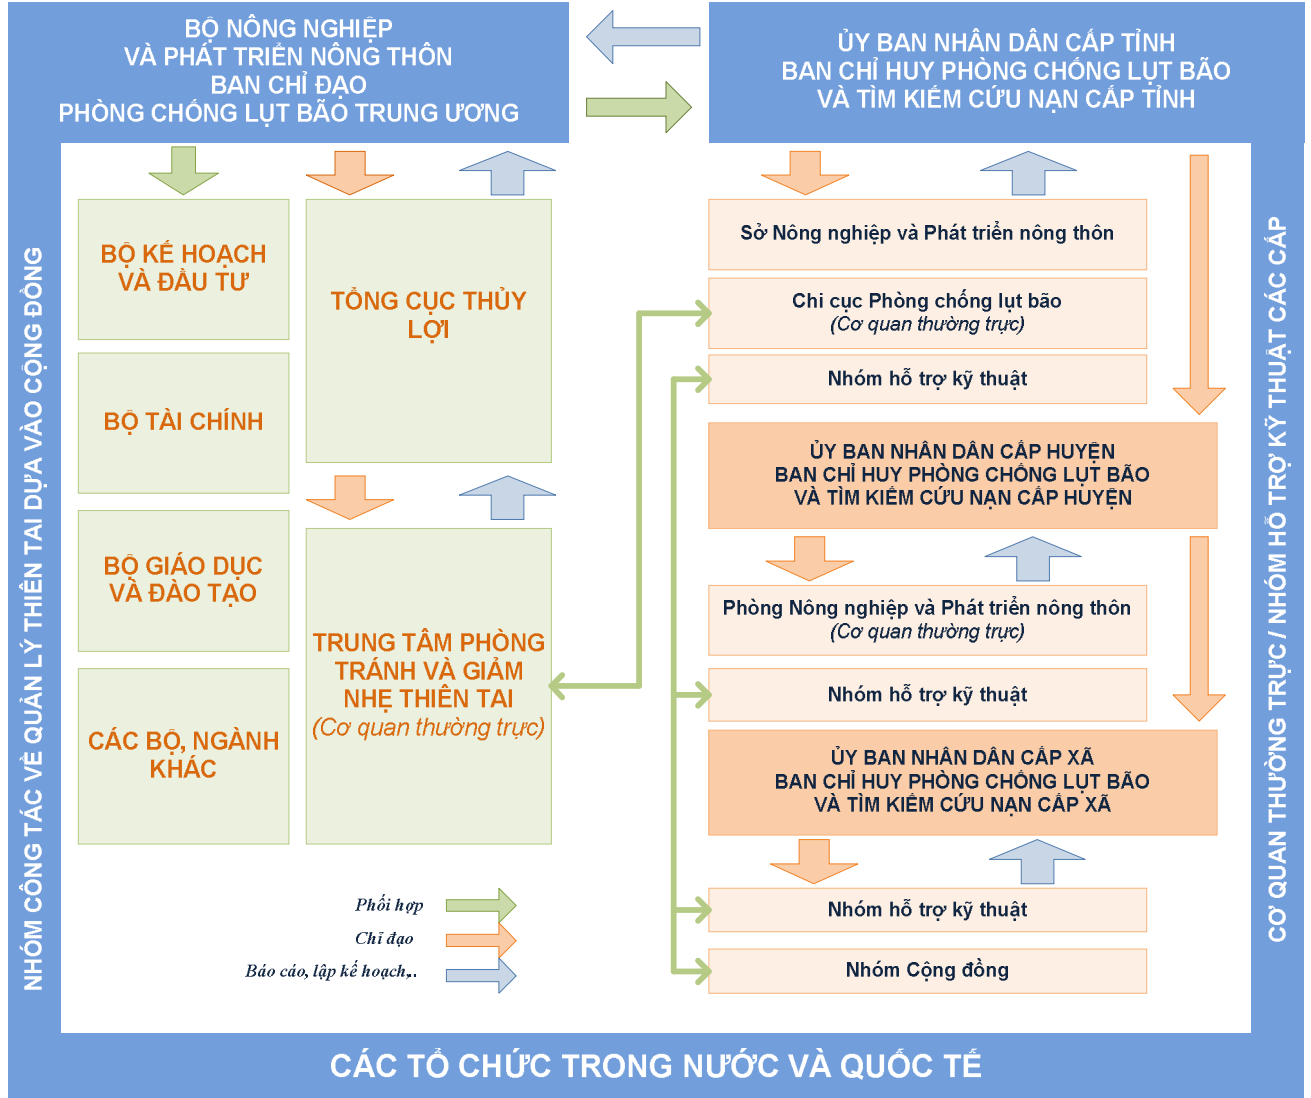 BỘ NÔNG NGHIỆP
VÀ PHÁT TRIỂN NÔNG THÔN
BAN CHỈ ĐẠO
PHÒNG CHỐNG LỤT BÃO TRUNG ƯƠNG
ỦY BAN NHÂN DÂN CẤP TỈNH
BAN CHỈ HUY PHÒNG CHỐNG LỤT BÃO
VÀ TÌM KIẾM CỨU NẠN CẤP TỈNH
NHÓM CÔNG TÁC VỀ QUẢN LÝ THIÊN TAI DỰA VÀO CỘNG ĐỒNG
BỘ KẾ HOẠCH
VÀ ĐẦU TƯ
BỘ TÀI CHÍNH
BỘ GIÁO DỤC
VÀ ĐÀO TẠO
CÁC BỘ, NGÀNH
KHÁC
TỔNG CỤC THỦY
LỢI
TRUNG TÂM PHÒNG
TRÁNH VÀ GIẢM
NHẸ THIÊN TAI
(Cơ quan thường trực)
Phối hợp
Chỉ đạo
Báo cáo, lập kế hoạch,..
Sở Nông nghiệp và Phát triển nông thôn
Chi cục Phòng chống lụt bão
(Cơ quan thường trực)
Nhóm hỗ trợ kỹ thuật
ỦY BAN NHÂN DÂN CẤP HUYỆN
BAN CHỈ HUY PHÒNG CHỐNG LỤT BÃO
VÀ TÌM KIẾM CỨU NẠN CẤP HUYỆN
Phòng Nông nghiệp và Phát triển nông thôn
(Cơ quan thường trực)
Nhóm hỗ trợ kỹ thuật
ỦY BAN NHÂN DÂN CẤP XÃ
BAN CHỈ HUY PHÒNG CHỐNG LỤT BÃO
VÀ TÌM KIẾM CỨU NẠN CẤP XÃ
Nhóm hỗ trợ kỹ thuật
Nhóm Cộng đồng
CƠ QUAN THƯỜNG TRỰC / NHÓM HỖ TRỢ KỸ THUẬT CÁC CẤP
CÁC TỔ CHỨC TRONG NƯỚC VÀ QUỐC TẾ